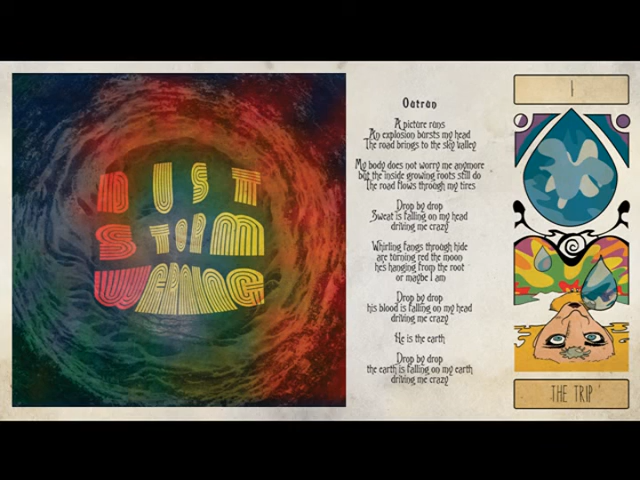 DUST
STORM
WARNING
Oatrun
A picture runs
An explosion bursts my head
The road brings to the sky valley
My body does not worry me anymore
but the inside growing roots still do
The road flows through my tires
Drop by drop
Sweat is falling on my head
driving me crazy
Whirling fangs through hide
are turning red the moon
hes hanging from the root
or maybe I am
Drop by drop
his blood is falling on my head
driving me crazy
He is the earth
Drop by drop
the earth is falling on my earth
driving me crazy
I
THE TRIP